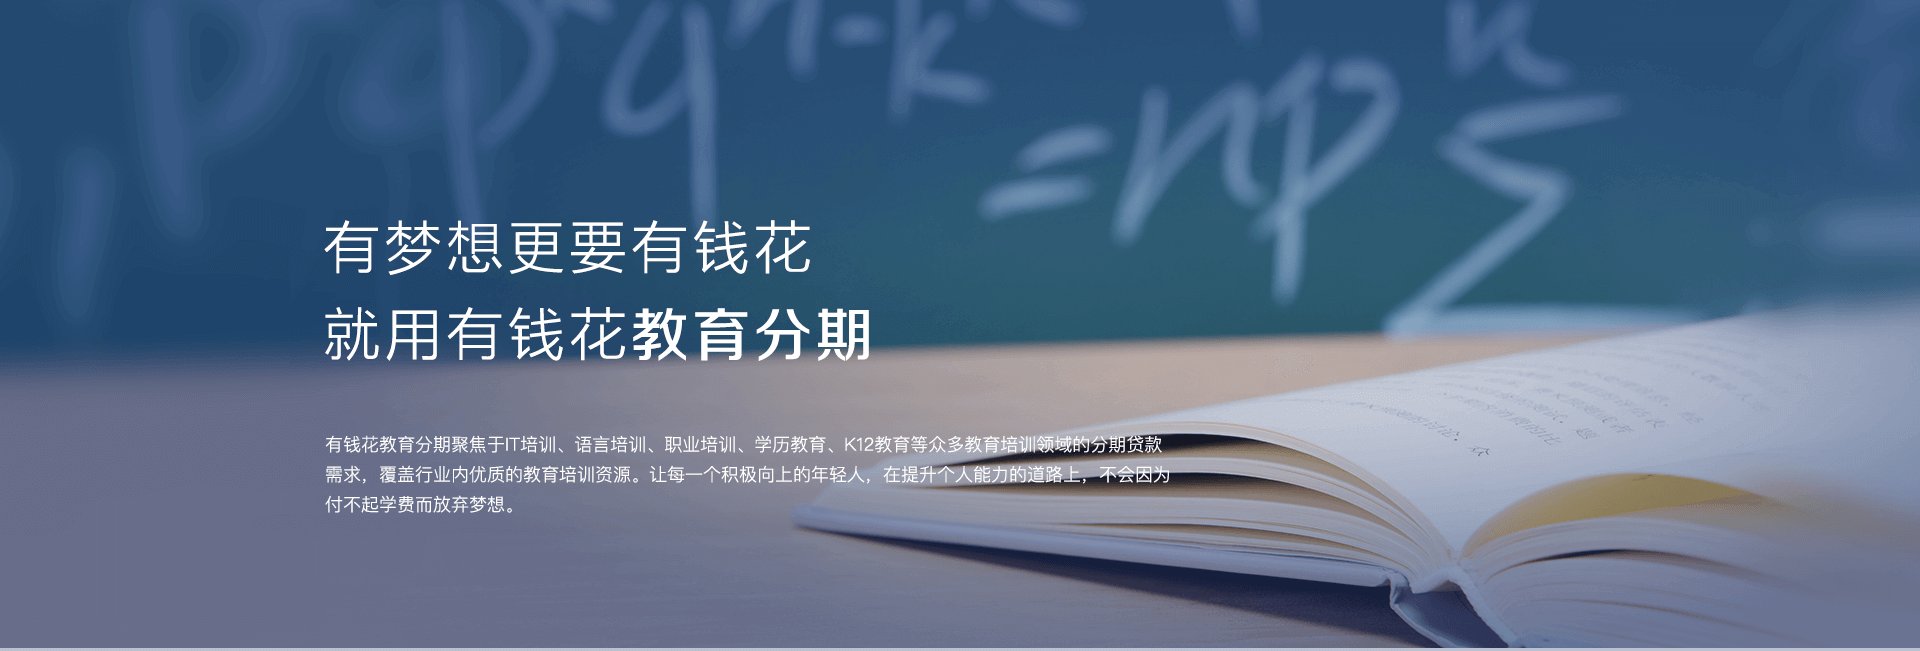 有梦想更要有钱花
就用有钱花教育分期
有钱花教育分期聚焦于IT培训、语言培训、职业培训、学历教育、K12教育等众多教育培训领域的分期贷款
需求，覆盖行业内优质的教育培训资源。让每一个积极向上的年轻人，在提升个人能力的道路上，不会因为
付不起学费而放弃梦想。